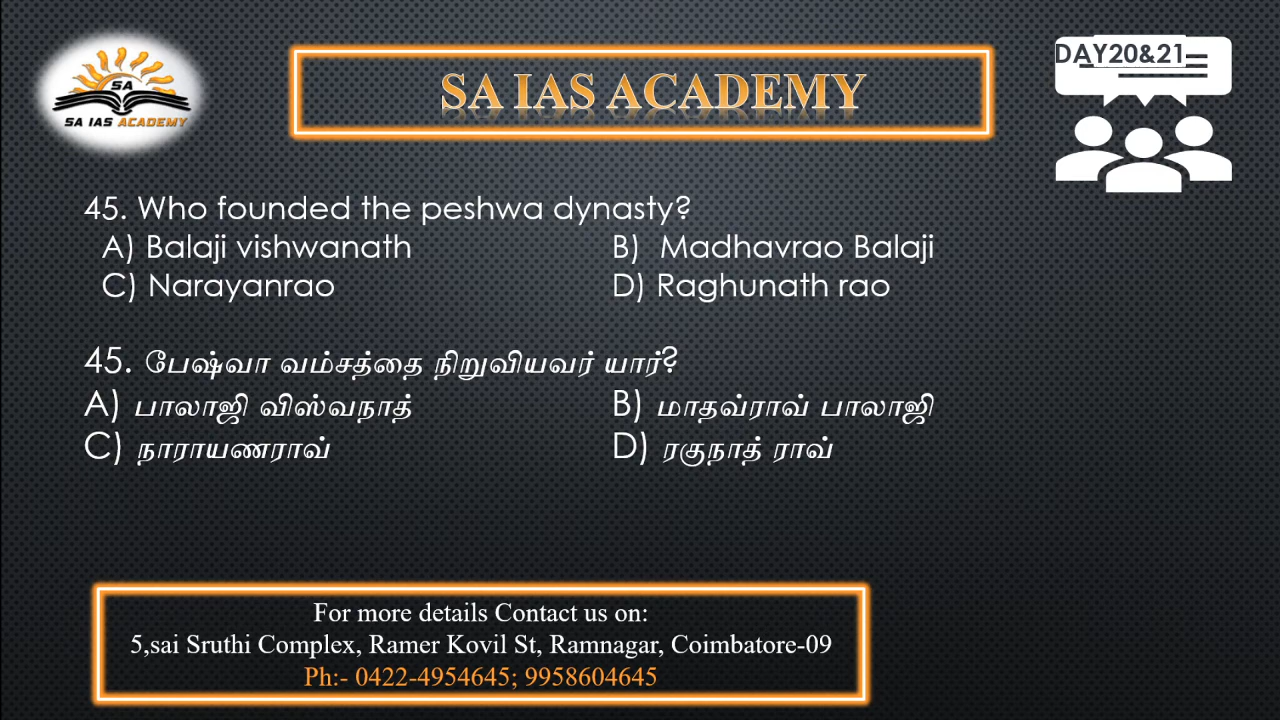 SA
SA IAS ACADEMY
SA IAS ACADEMY
DAY20&21
45. Who founded the peshwa dynasty?
A) Balaji vishwanath B) Madhavrao Balaji
C) Narayanrao D) Raghunath rao
45. பேஷ்வா வம்சத்தை நிறுவியவர் யார்?
A) பாலாஜி விஸ்வநாத் B) மாதவ்ராவ் பாலாஜி
C) நாராயணராவ் D) ரகுநாத் ராவ்
For more details Contact us on:
5,sai Sruthi Complex, Ramer Kovil St, Ramnagar, Coimbatore-09
Ph:- 0422-4954645; 9958604645